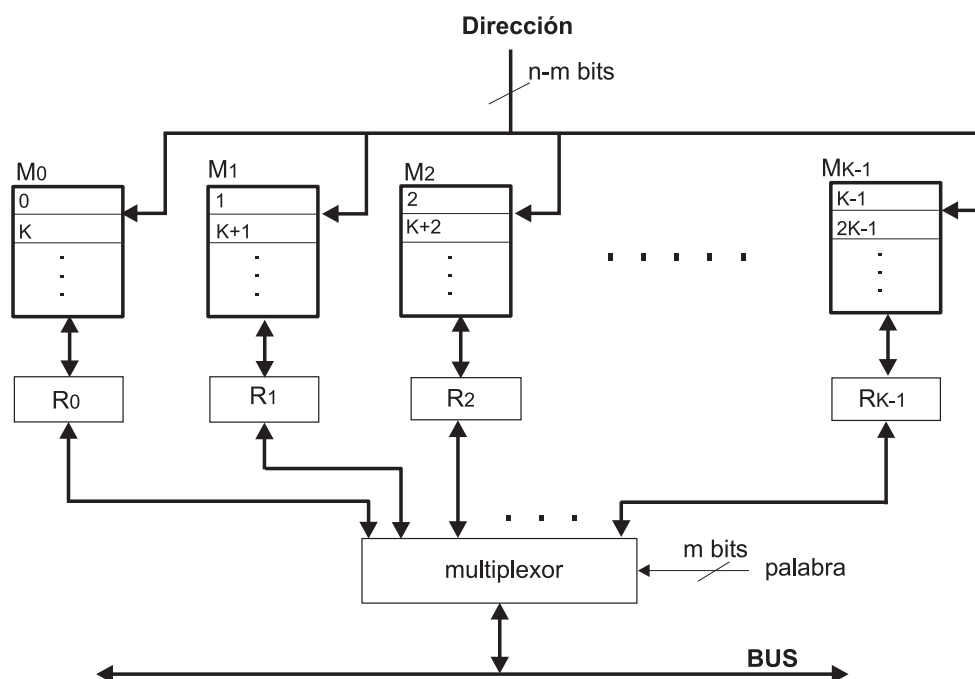 Dirección
n-m bits
M0
M1
M2
MK-1
0
1
2
K-1
K
K+1
K+2
2K-1
R0
R1
R2
RK-1
multiplexor
m bits
palabra
BUS